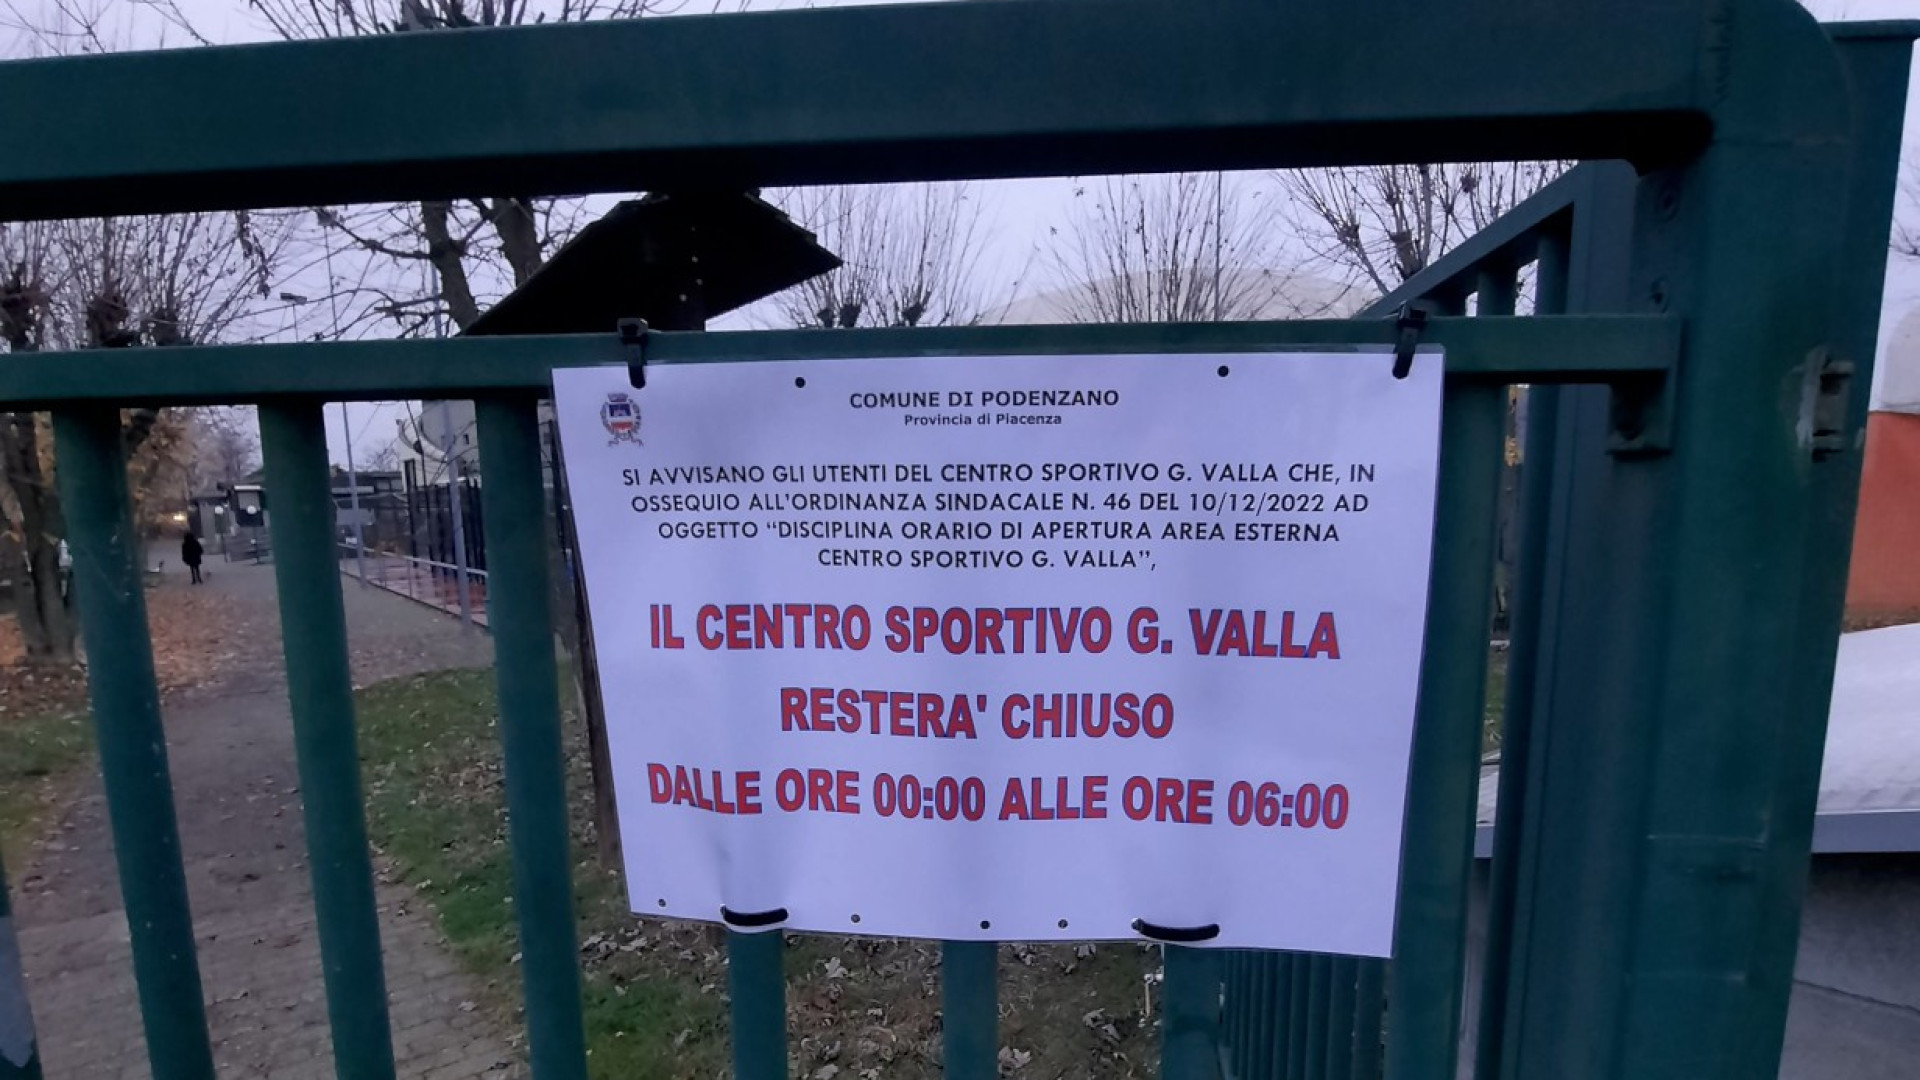 COMUNE DI PODENZANO
Provincia di Piacenza
SI AVVISANO GLI UTENTI DEL CENTRO SPORTIVO G. VALLA CHE, IN
OSSEQUIO ALL'ORDINANZA SINDACALE N. 46 DEL 10/12/2022 AD
OGGETTO “DISCIPLINA ORARIO DI APERTURA AREA ESTERNA
CENTRO SPORTIVO G. VALLA”,
IL CENTRO SPORTIVO G. VALLA
RESTERA' CHIUSO
DALLE ORE 00:00 ALLE ORE 06:00